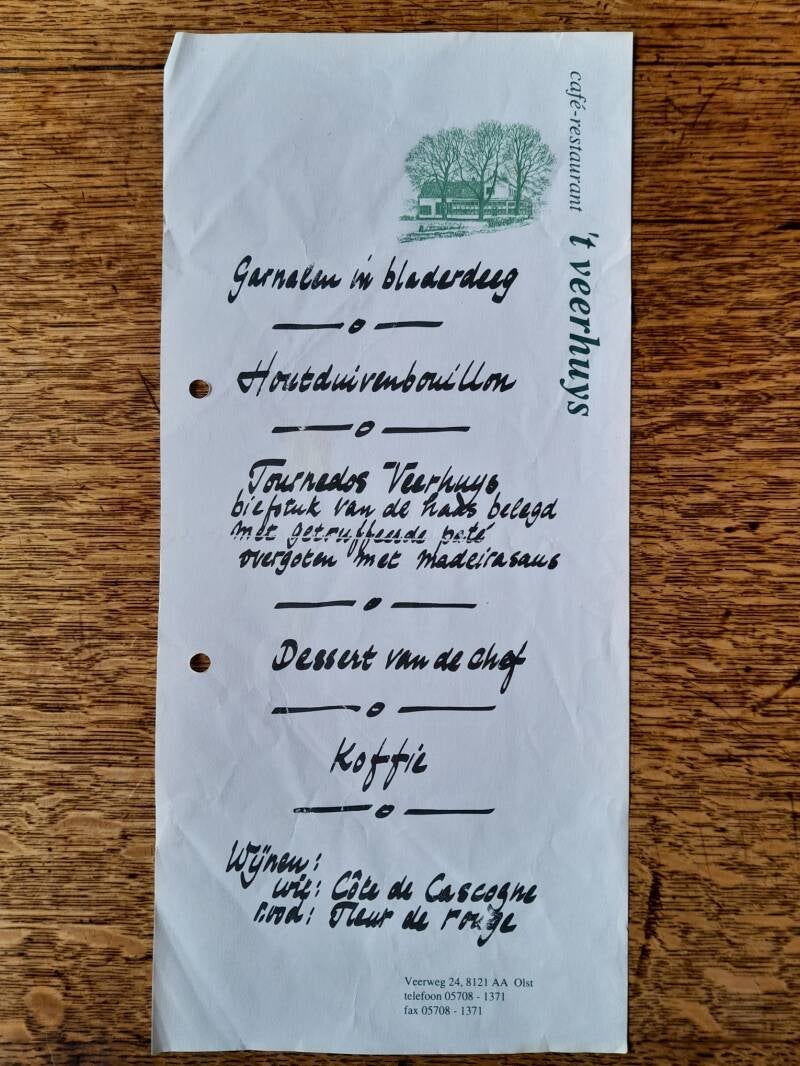 café-restaurant 't veerhuys
Garnalen in bladerdeeg
Houtduivenbouillon
Tournedos Veerhuys
biefstuk van de haas belegd
met getruffeerde paté
overgoten met madeirasaus
Dessert van de chef
Koffie
Wijnen:
wit: Côte de Gascogne
rood: Fleur de rouge
Veerweg 24, 8121 AA Olst
telefoon 05708 - 1371
fax 05708 - 1371